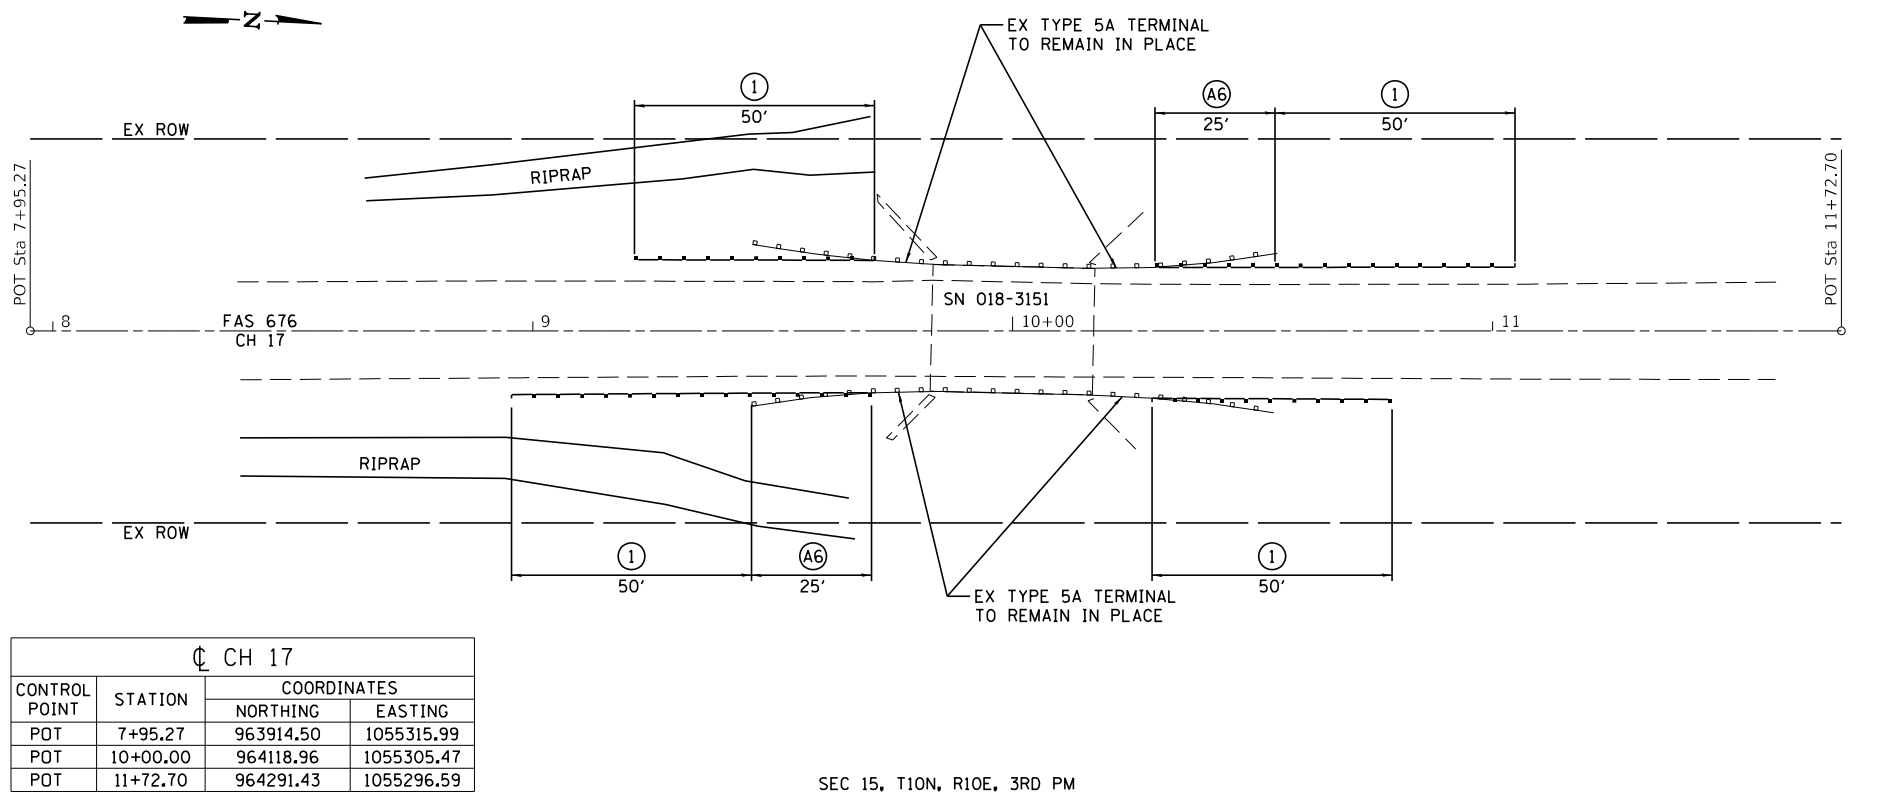 N
EX TYPE 5A TERMINAL
TO REMAIN IN PLACE
1
50'
A6
25'
1
50'
EX ROW
RIPRAP
POT Sta 7+95.27
POT Sta 11+72.70
SN 018-3151
8
FAS 676
CH 17
9
10+00
11
RIPRAP
EX ROW
1
50'
A6
25'
1
50'
EX TYPE 5A TERMINAL
TO REMAIN IN PLACE
℄ CH 17
CONTROL POINT STATION COORDINATES
NORTHING EASTING
POT 7+95.27 963914.50 1055315.99
POT 10+00.00 964118.96 1055305.47
POT 11+72.70 964291.43 1055296.59
SEC 15, T10N, R10E, 3RD PM